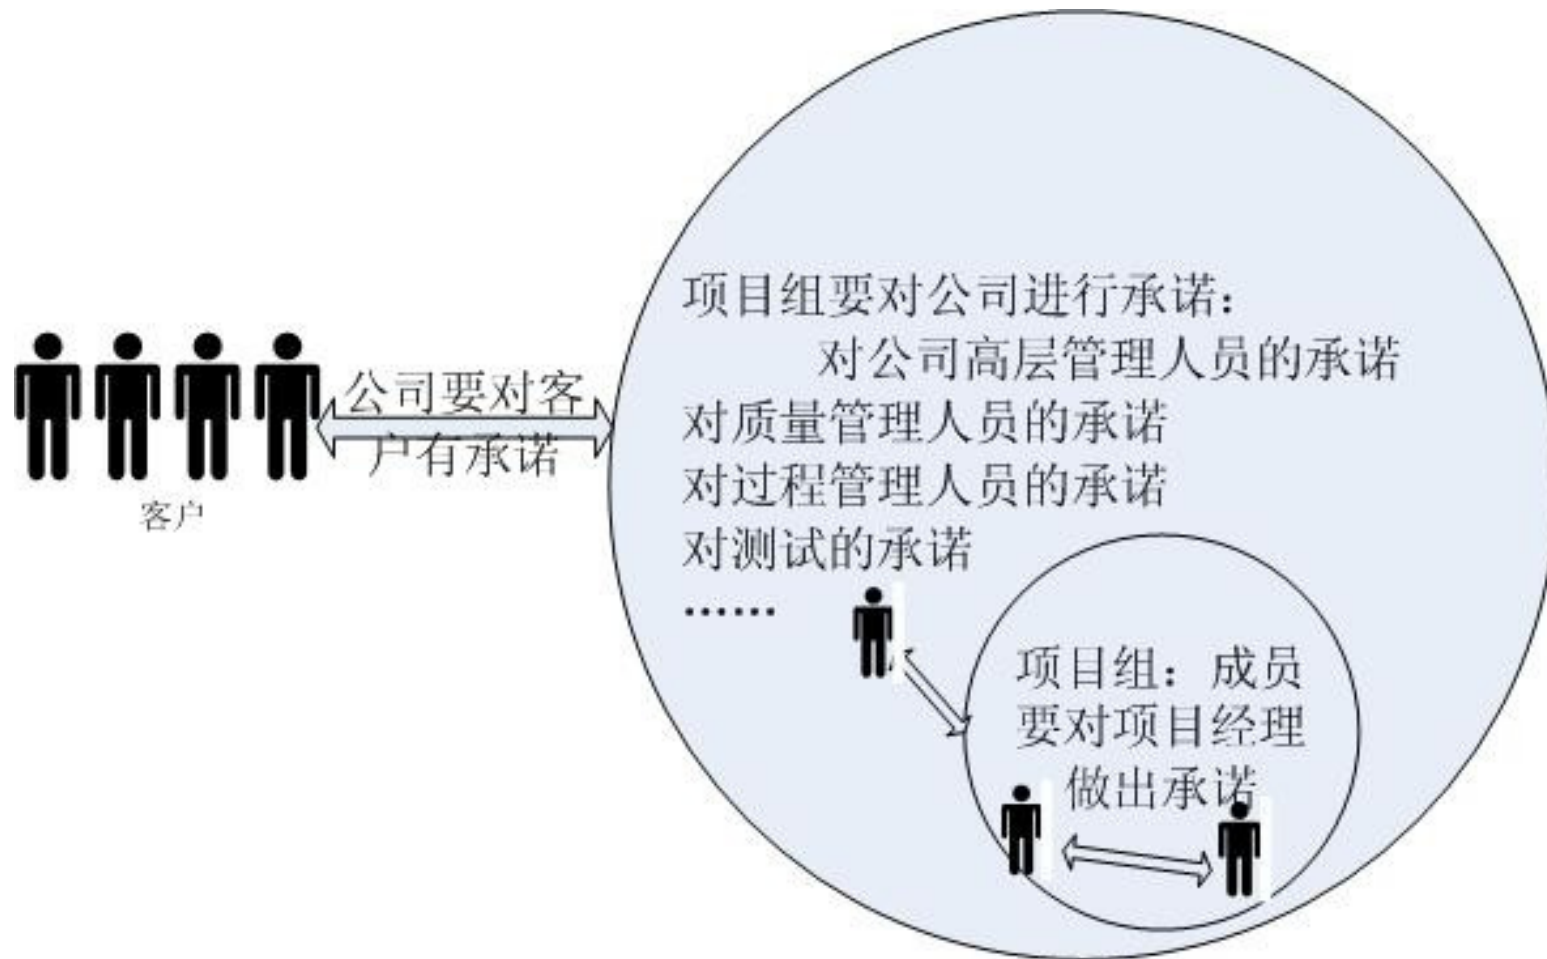 公司要对客
户有承诺
客户
项目组要对公司进行承诺：
对公司高层管理人员的承诺
对质量管理人员的承诺
对过程管理人员的承诺
对测试的承诺
……
项目组：成员
要对项目经理
做出承诺